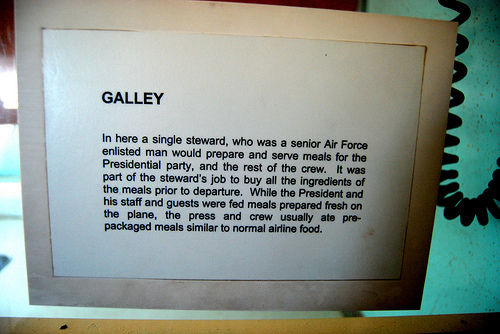 GALLEY
In here a single steward, who was a senior Air Force
enlisted man would prepare and serve meals for the
Presidential party, and the rest of the crew. It was
part of the steward's job to buy all the ingredients of
the meals prior to departure. While the President and
his staff and guests were fed meals prepared fresh on
the plane, the press and crew usually ate pre-
packaged meals similar to normal airline food.